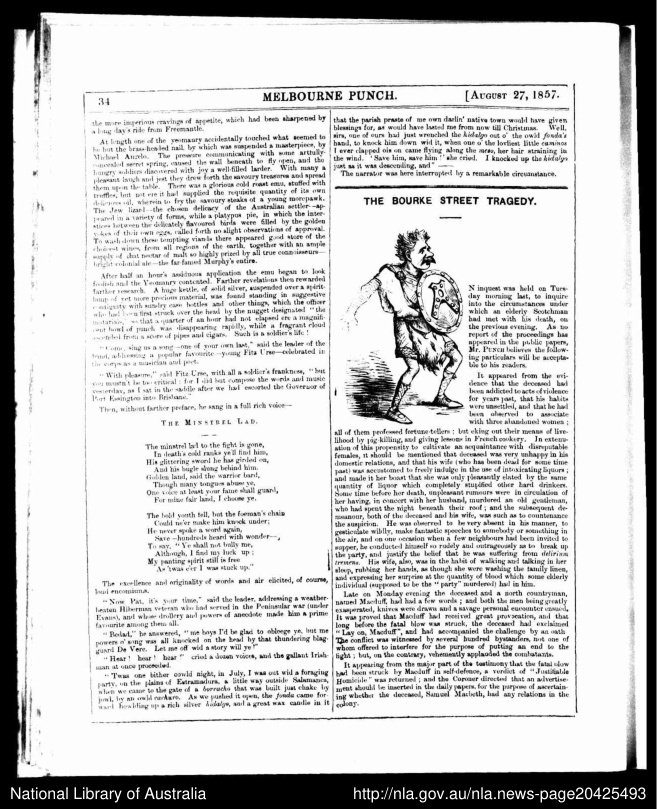 34
MELBOURNE PUNCH.
[AUGUST 27, 1857.
the more imperious cravings of appetite, which had been sharpened by
a long day's ride from Freemantle.
At length one of the yeomanry accidentally touched what seemed to
be but the brass-headed nail by which was suspended a masterpiece, by
Michael Angelo. The pressure communicating with some artfully-
concealed secret spring, caused the wall beneath to fly open, and the
hungry soldiers discovered with joy a well-filled larder. With many a
pleasant laugh and jest they drew forth the savoury treasures and spread
them upon the table. There was a glorious cold roast emu, stuffed with
truffles, but not ere it had supplied the requisite quantity of its own
delicious oil, wherein to fry the savoury steaks of a young morepawk.
The Jew lizard—the chosen delicacy of the Australian settler—ap-
peared in a variety of forms, while a platypus pie, in which the inter-
stices between the delicately flavoured birds were filled by the golden
yokes of their own eggs, called forth no slight observations of approval.
To wash down these tempting viands there appeared good store of the
choicest wines, from all regions of the earth, together with an ample
supply of that nectar of malt so highly prized by all true connoisseurs—
bright colonial ale—the far famed Murphy's entire.
After half an hour's assiduous application the emu began to look
foolish and the Yeomanry contented. Farther revelations then rewarded
farther research. A huge kettle, of solid silver, suspended over a spirit-
lamp of yet more precious material, was found standing in suggestive
contiguity with sundry case bottles and other things, which the officer
who had been first struck over the head by the nugget designated "the
materials," so that a quarter of an hour had not elapsed ere a magnifi-
cent bowl of punch was disappearing rapidly, while a fragrant cloud
ascended from a score of pipes and cigars. Such is a soldier's life!
"Come, sing us a song—one of your own last," said the leader of the
troop, addressing a popular favourite—young Fitz Urse—celebrated in
the corps as a musician and poet.
"With pleasure," said Fitz Urse, with all a soldier's frankness, "but
you mustn't be too critical: for I did but compose the words and music
yesterday, as I sat in the saddle after we had escorted the Governor of
Port Essington into Brisbane."
Then, without farther preface, he sang in a full rich voice—
THE MINSTREL LAD.
The minstrel lad to the fight is gone,
In death's cold ranks ye'll find him,
His glittering sword he has girded on,
And his bugle slung behind him.
Golden land, said the warrior bard,
Though many tongues abuse ye,
One voice at least your fame shall guard,
For mine fair land, I choose ye.
The bold youth fell, but the foeman's chain
Could ne'er make him knock under;
He never spoke a word again,
Save—hundreds heard with wonder—
To say, "Ye shall not bully me,
Although, I find my luck up;
My panting spirit still is free
As 'twas e'er I was stuck up."
The excellence and originality of words and air elicited, of course,
loud encomiums.
"Now Pat, it's your time," said the leader, addressing a weather-
beaten Hibernian veteran who had served in the Peninsular war (under
Evans), and whose drollery and powers of anecdote made him a prime
favourite among them all.
"Bedad," he answered, "me boys I'd be glad to obleege ye, but me
powers o' song was all knocked on the head by that thundering blag-
guard De Vere. Let me off wid a story will ye?"
"Hear! hear! hear!" cried a dozen voices, and the gallant Irish-
man at once proceeded.
"'Twas one bither cowld night, in July, I was out wid a foraging
party, on the plains of Estramadura, a little way outside Salamanca,
when we came to the gate of a borracho that was built just cheke by
jowl, by an owld cuchure. As we pushed it open, the fonda came for-
ward howlding up a rich silver hidalgo, and a great wax candle in it
that the parish praste of me own darlin' native town would have given
blessings for, as would have lasted me from now till Christmas. Well,
sirs, one of ours had just wrenched the hidalgo out o' the owld fonda's
hand, to knock him down wid it, when one o' the lovliest little caminos
I ever clapped ois on came flying along the meso, her hair straining in
the wind. 'Save him, save him!' she cried. I knocked up the hidalgo
just as it was descending, and" ——
The narrator was here interrupted by a remarkable circumstance.
THE BOURKE STREET TRAGEDY.
N inquest was held on Tues-
day morning last, to inquire
into the circumstances under
which an elderly Scotchman
had met with his death, on
the previous evening. As no
report of the proceedings has
appeared in the public papers,
MR. PUNCH believes the follow-
ing particulars will be accepta-
ble to his readers.
It appeared from the evi-
dence that the deceased had
been addicted to acts of violence
for years past, that his habits
were unsettled, and that he had
been observed to associate
with three abandoned women;
all of them professed fortune-tellers; but eking out their means of live-
lihood by pig-killing, and giving lessons in French cookery. In extenu-
ation of this propensity to cultivate an acquaintance with disreputable
females, it should be mentioned that deceased was very unhappy in his
domestic relations, and that his wife (who has been dead for some time
past) was accustomed to freely indulge in the use of intoxicating liquors;
and made it her boast that she was only pleasantly elated by the same
quantity of liquor which completely stupified other hard drinkers.
Some time before her death, unpleasant rumours were in circulation of
her having, in concert with her husband, murdered an old gentleman,
who had spent the night beneath their roof; and the subsequent de-
meanour, both of the deceased and his wife, was such as to countenance
the suspicion. He was observed to be very absent in his manner, to
gesticulate wildly, make fantastic speeches to somebody or something in
the air, and on one occasion when a few neighbours had been invited to
supper, he conducted himself so rudely and outrageously as to break up
the party, and justify the belief that he was suffering from delirium
tremens. His wife, also, was in the habit of walking and talking in her
sleep, rubbing her hands, as though she were washing the family linen,
and expressing her surprise at the quantity of blood which some elderly
individual (supposed to be the "party" murdered) had in him.
Late on Monday evening the deceased and a north countryman,
named Macduff, had had a few words; and both the men being greatly
exasperated, knives were drawn and a savage personal encounter ensued.
It was proved that Macduff had received great provocation, and that
long before the fatal blow was struck, the deceased had exclaimed
"Lay on, Macduff", and had accompanied the challenge by an oath
The conflict was witnessed by several hundred bystanders, not one of
whom offered to interfere for the purpose of putting an end to the
fight; but, on the contrary, vehemently applauded the combatants.
It appearing from the major part of the testimony that the fatal blow
had been struck by Macduff in self-defence, a verdict of "Justifiable
Homicide" was returned; and the Coroner directed that an advertise-
ment should be inserted in the daily papers, for the purpose of ascertain-
ing whether the deceased, Samuel Macbeth, had any relations in the
colony.
National Library of Australia
http://nla.gov.au/nla.news-page20425493